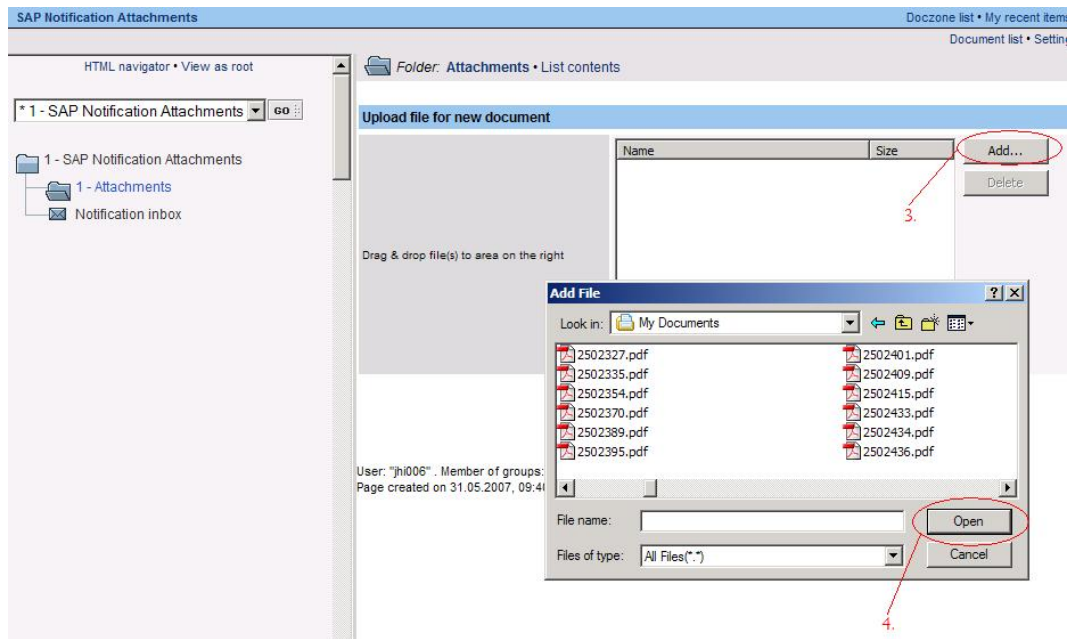 SAP Notification Attachments
Doczone list • My recent items
Document list • Setting
HTML navigator • View as root
Folder: Attachments • List contents
* 1 - SAP Notification Attachments
GO
Upload file for new document
1 - SAP Notification Attachments
1 - Attachments
Notification inbox
Name
Size
Add...
Delete
3.
Drag & drop file(s) to area on the right
Add File
Look in: My Documents
2502327.pdf
2502335.pdf
2502354.pdf
2502370.pdf
2502389.pdf
2502395.pdf
2502401.pdf
2502409.pdf
2502415.pdf
2502433.pdf
2502434.pdf
2502436.pdf
User: "jhi006" . Member of groups:
Page created on 31.05.2007, 09:4
File name:
Open
Files of type: All Files(*.*)
Cancel
4.